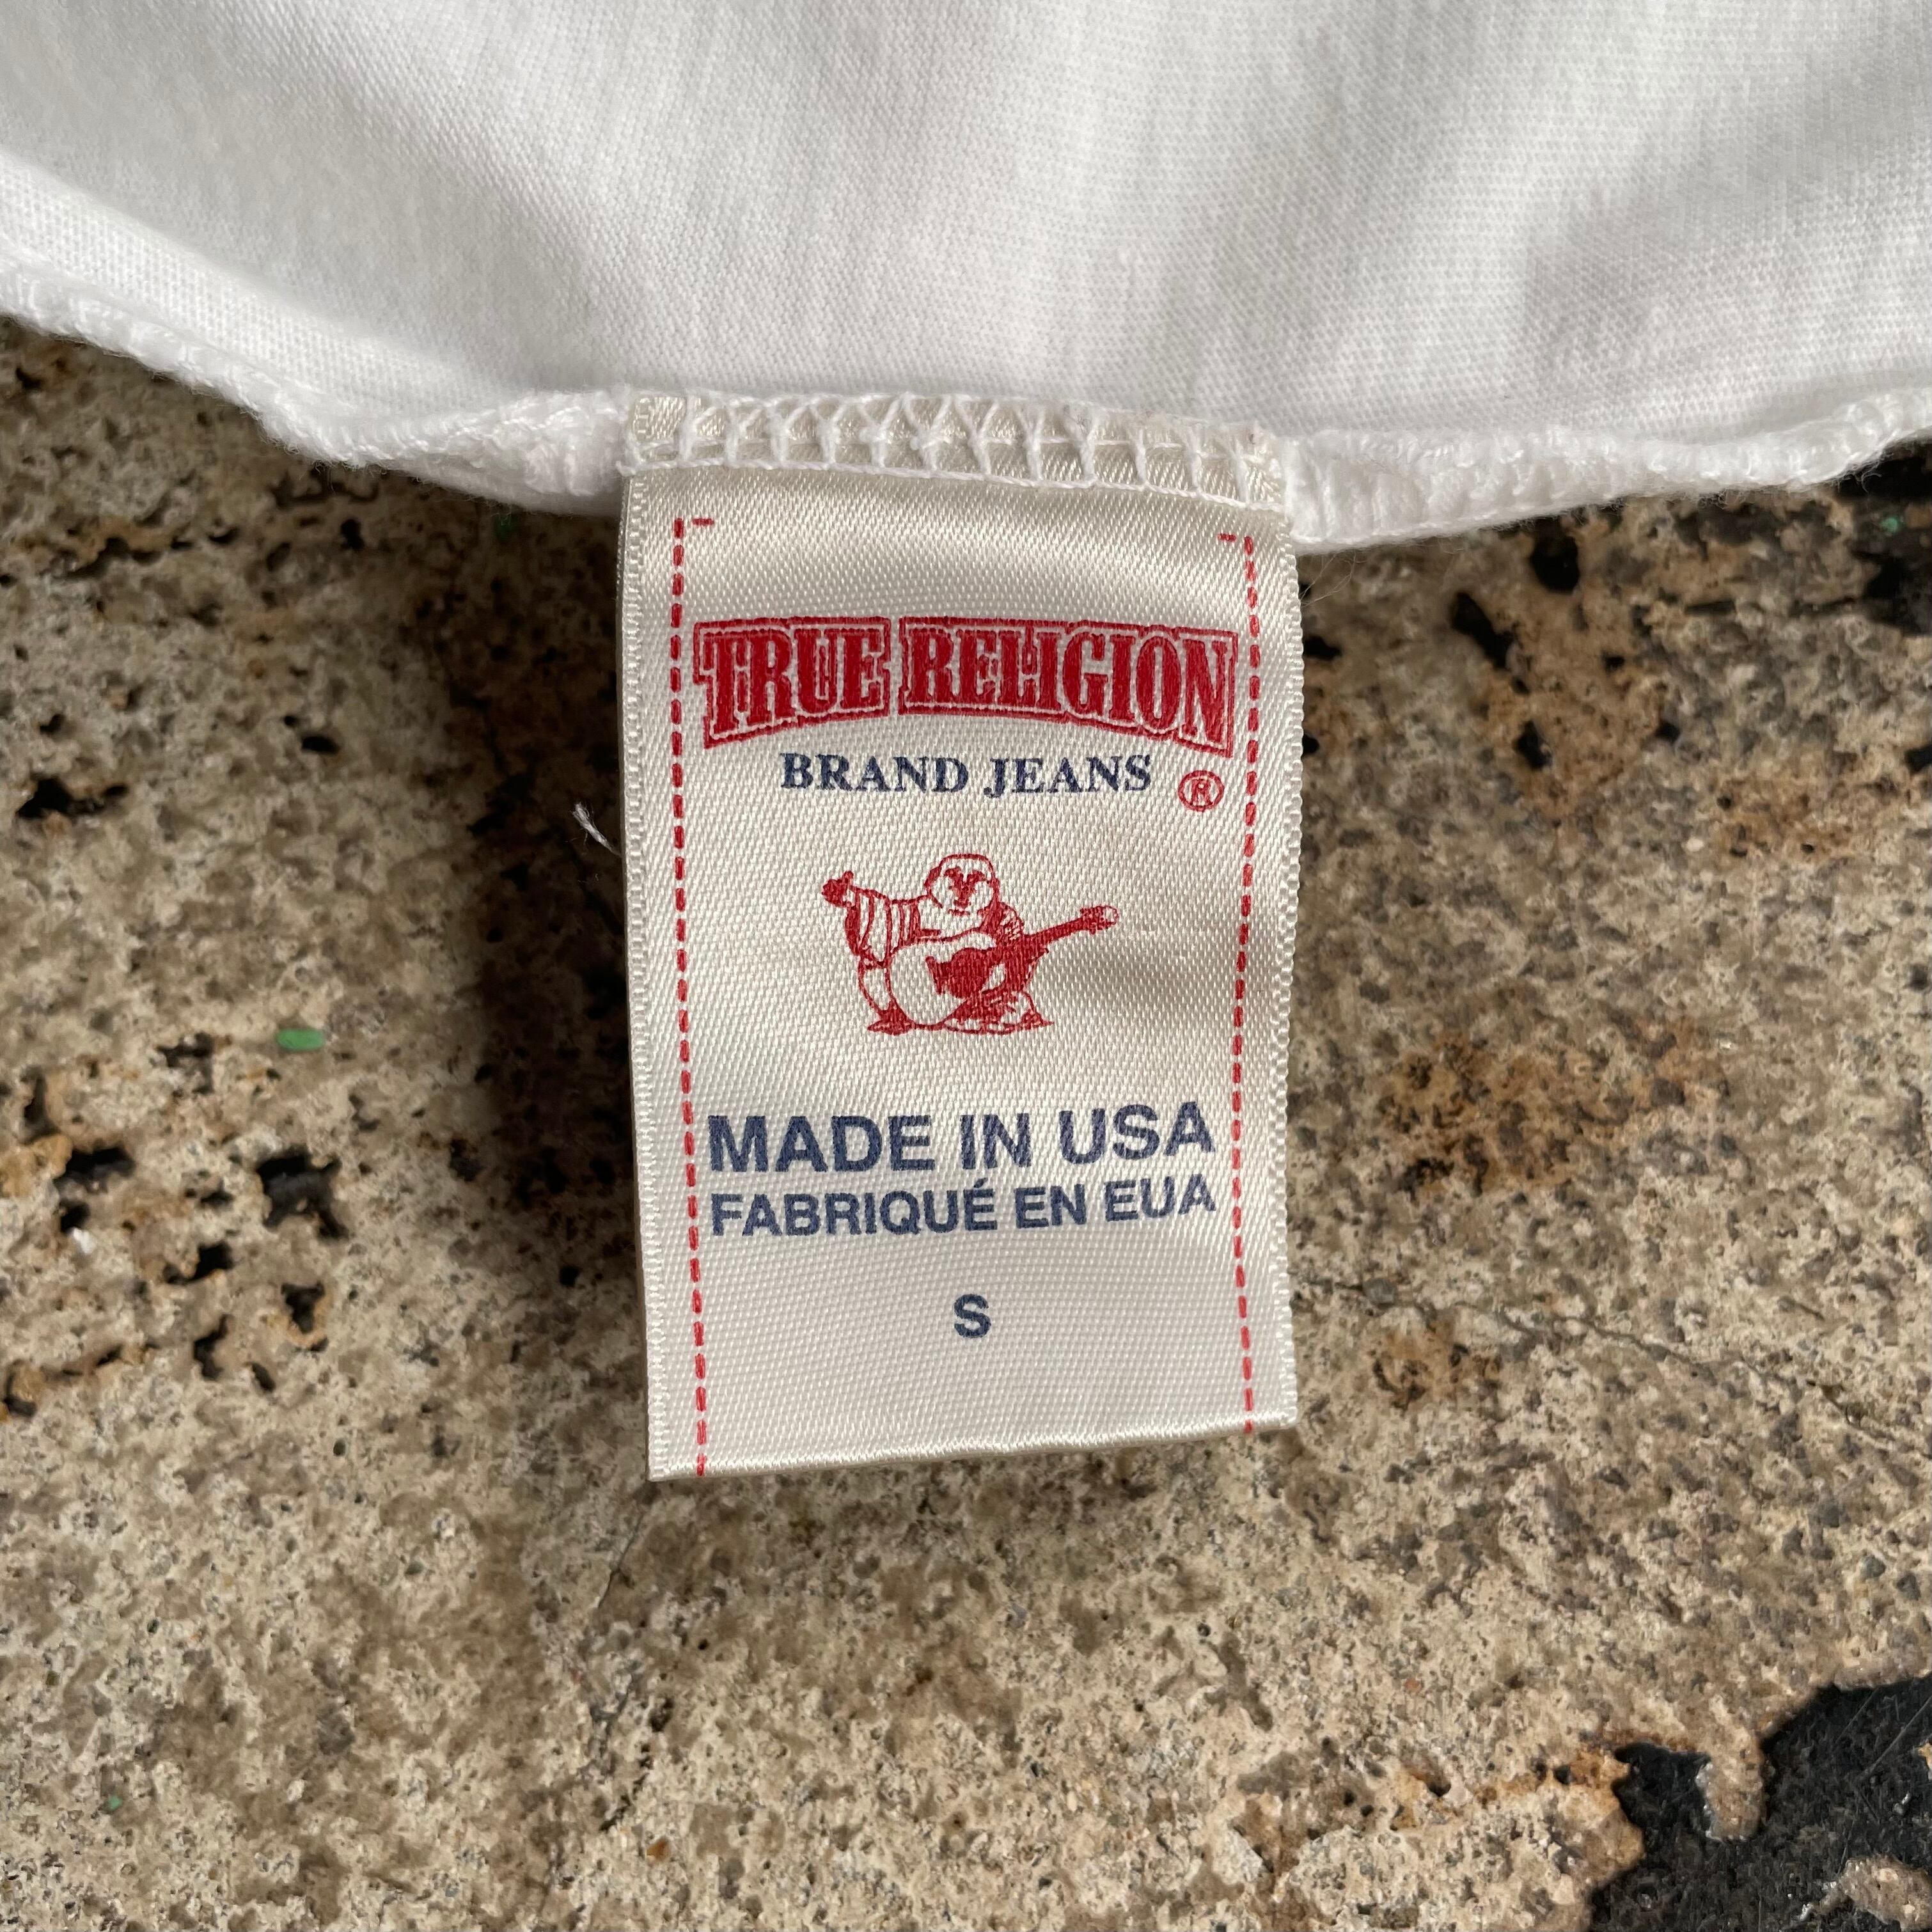 TRUE RELIGION
BRAND JEANS ®
MADE IN USA
FABRIQUÉ EN EUA
S